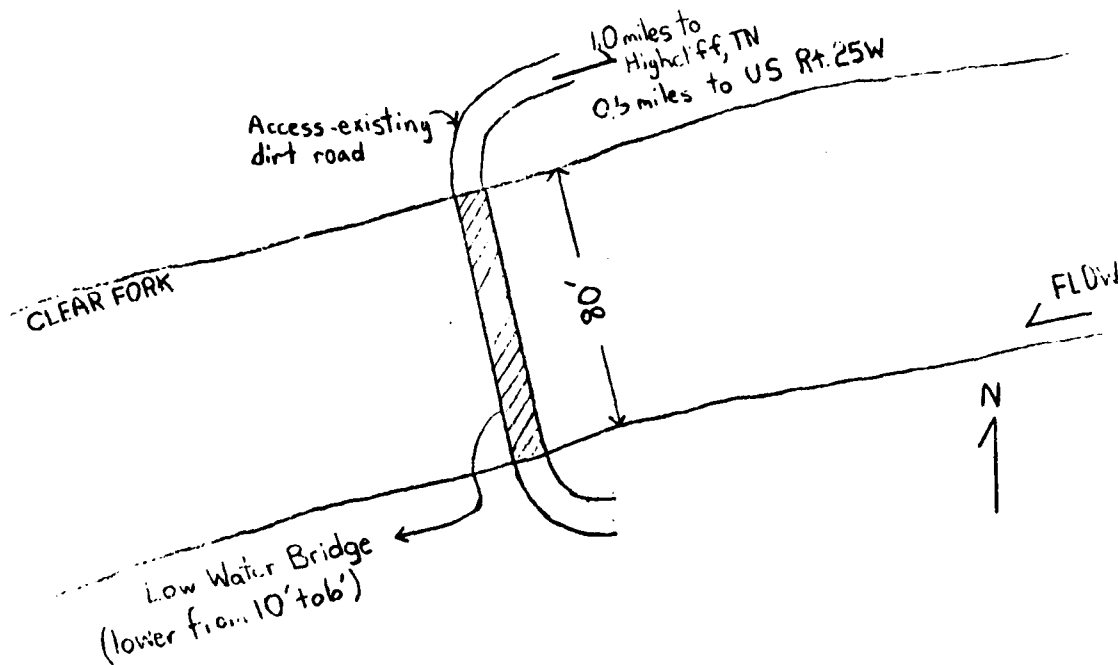 1.0 miles to
Highcliff, TN
0.5 miles to US Rt. 25W
Access-existing
dirt road
80'
FLOW
CLEAR FORK
N
Low Water Bridge
(lower from 10' to 6')